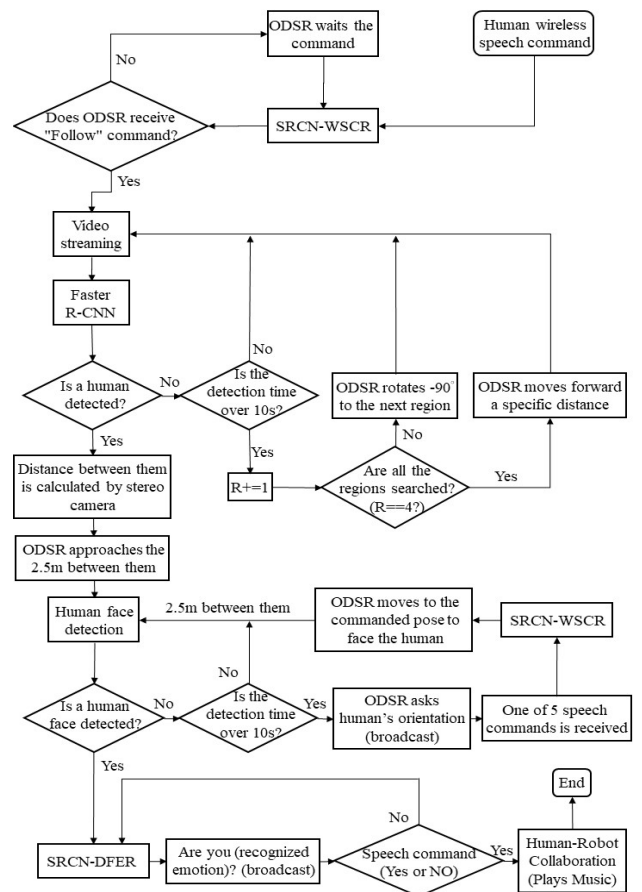 ODSR waits the
command
Human wireless
speech command
No
Does ODSR receive
"Follow" command?
SRCN-WSCR
Yes
Video
streaming
Faster
R-CNN
Is a human
detected?
No
Is the
detection time
over 10s?
No
ODSR rotates -90°
to the next region
ODSR moves forward
a specific distance
Yes
Distance between them
is calculated by stereo
camera
Yes
R+=1
No
Are all the
regions searched?
(R==4?)
Yes
ODSR approaches the
2.5m between them
Human face
detection
2.5m between them
ODSR moves to the
commanded pose to
face the human
SRCN-WSCR
Is a human
face detected?
No
No
Is the
detection time
over 10s?
Yes
ODSR asks
human's orientation
(broadcast)
One of 5 speech
commands is received
Yes
End
SRCN-DFER
Are you (recognized
emotion)? (broadcast)
No
Speech command
(Yes or NO)
Yes
Human-Robot
Collaboration
(Plays Music)